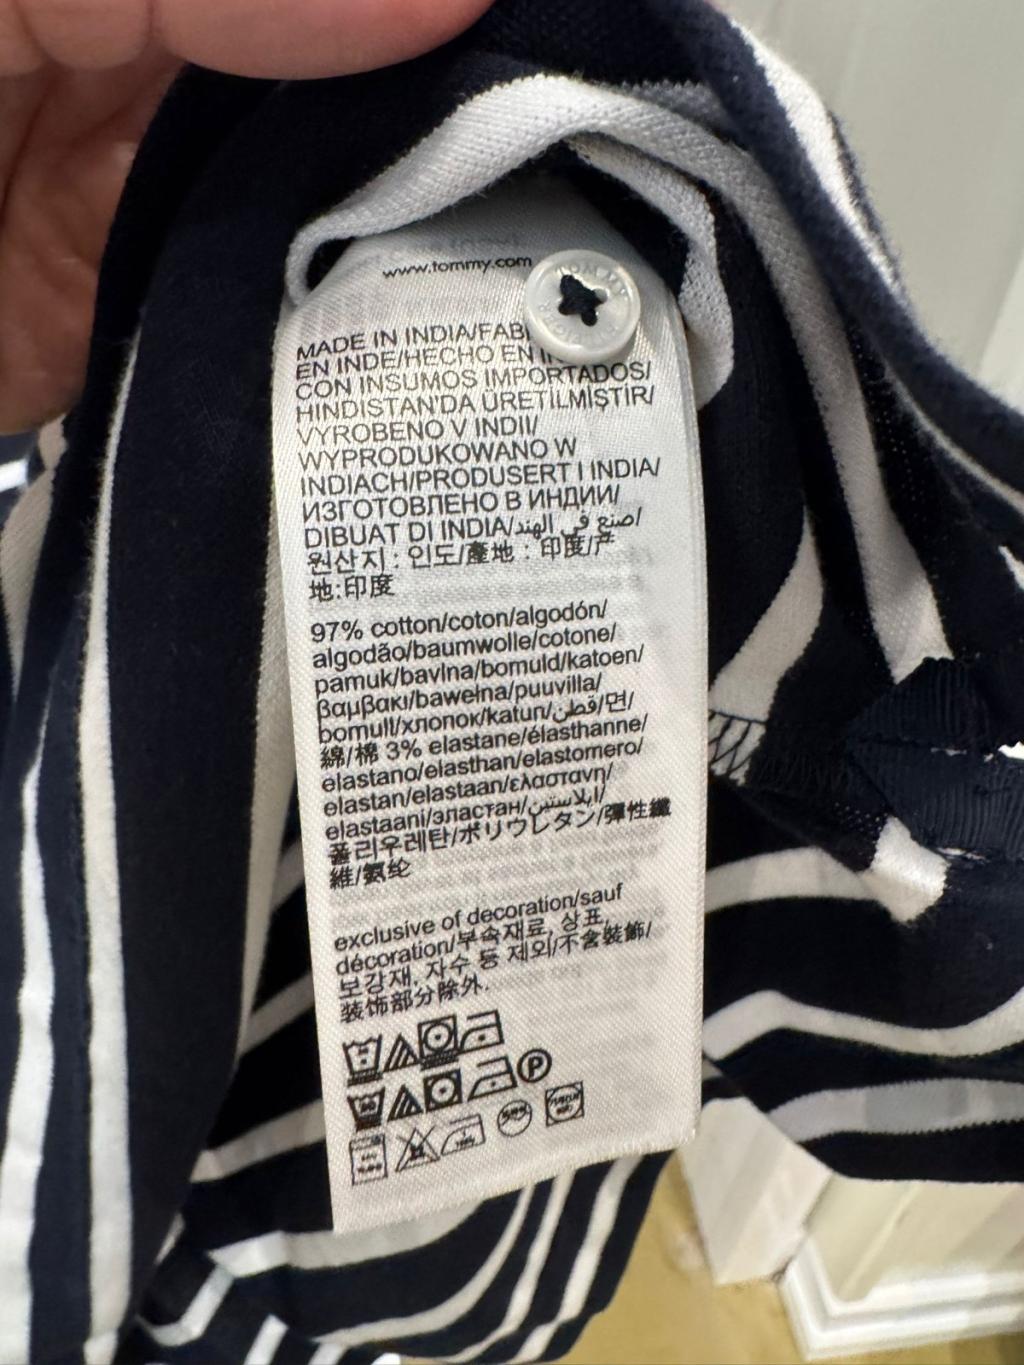 www.tommy.com
TOMMY
MADE IN INDIA/FAB
EN INDE/HECHO EN IN
CON INSUMOS IMPORTADOS/
HINDISTAN'DA ÜRETILMIŞTIR/
VYROBENO V INDII/
WYPRODUKOWANO W
INDIACH/PRODUSERT I INDIA/
ИЗГОТОВЛЕНО В ИНДИИ/
DIBUAT DI INDIA/صنع في الهند/
원산지 : 인도/產地 : 印度/产
地:印度
97% cotton/coton/algodón/
algodão/baumwolle/cotone/
pamuk/bavlna/bomuld/katoen/
βαμβακι/bawełna/puuvilla/
bomull/хлопок/katun/قطن/면/
綿/棉 3% elastane/élasthanne/
elastano/elasthan/elastomero/
elastan/elastaan/ελαστανη/
elastaani/эластан/إيلاستين/
폴리우레탄/ポリウレタン/彈性纖
維/氨纶
exclusive of decoration/sauf
décoration/부속재료, 상표,
보강재, 자수 등 제외/不含裝飾/
装饰部分除外.
P